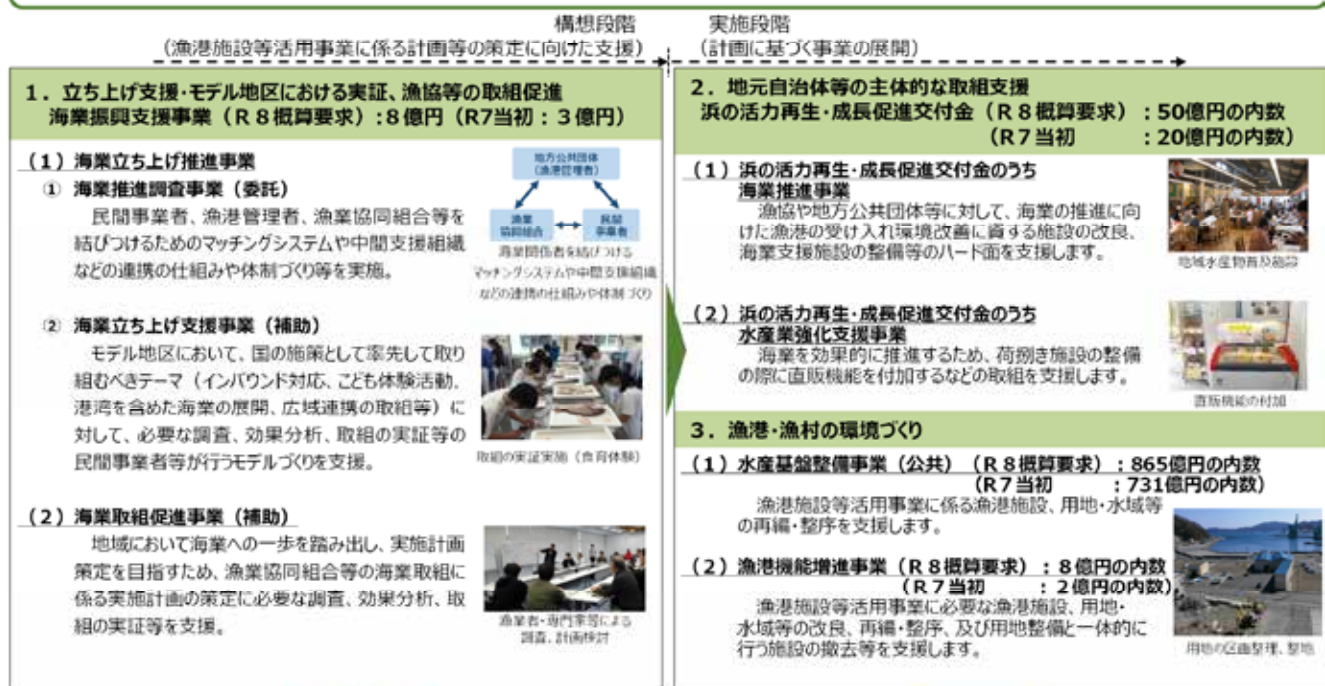 構想段階
(漁港施設等活用事業に係る計画等の策定に向けた支援)
実施段階
(計画に基づく事業の展開)
1．立ち上げ支援・モデル地区における実証、漁協等の取組促進
海業振興支援事業（R８概算要求）：8億円（R7当初：３億円）
（1）海業立ち上げ推進事業
① 海業推進調査事業（委託）
民間事業者、漁港管理者、漁業協同組合等を
結びつけるためのマッチングシステムや中間支援組織
などの連携の仕組みや体制づくり等を実施。
地方公共団体
（漁港管理者）
漁業
協同組合
民間
事業者
海業関係者を結びつける
マッチングシステムや中間支援組織
などの連携の仕組みや体制づくり
② 海業立ち上げ支援事業（補助）
モデル地区において、国の施策として率先して取り
組むべきテーマ（インバウンド対応、こども体験活動、
港湾を含めた海業の展開、広域連携の取組等）に
対して、必要な調査、効果分析、取組の実証等の
民間事業者等が行うモデルづくりを支援。
取組の実証実施（食育体験）
（2）海業取組促進事業（補助）
地域において海業への一歩を踏み出し、実施計画
策定を目指すため、漁業協同組合等の海業取組に
係る実施計画の策定に必要な調査、効果分析、取
組の実証等を支援。
漁業者・専門家等による
調査、計画検討
2．地元自治体等の主体的な取組支援
浜の活力再生・成長促進交付金（R８概算要求）：50億円の内数
（R７当初　：20億円の内数）
（1）浜の活力再生・成長促進交付金のうち
海業推進事業
漁協や地方公共団体等に対して、海業の推進に向
けた漁港の受け入れ環境改善に資する施設の改良、
海業支援施設の整備等のハード面を支援します。
地域水産物普及施設
（2）浜の活力再生・成長促進交付金のうち
水産業強化支援事業
海業を効果的に推進するため、荷捌き施設の整備
の際に直販機能を付加するなどの取組を支援します。
直販機能の付加
3．漁港・漁村の環境づくり
（1）水産基盤整備事業（公共）（R８概算要求）：865億円の内数
（R７当初　：731億円の内数）
漁港施設等活用事業に係る漁港施設、用地・水域等
の再編・整序を支援します。
（2）漁港機能増進事業（R８概算要求）：8億円の内数
（R７当初　：２億円の内数）
漁港施設等活用事業に必要な漁港施設、用地・
水域等の改良、再編・整序、及び用地整備と一体的に
行う施設の撤去等を支援します。
用地の区画整理、整地